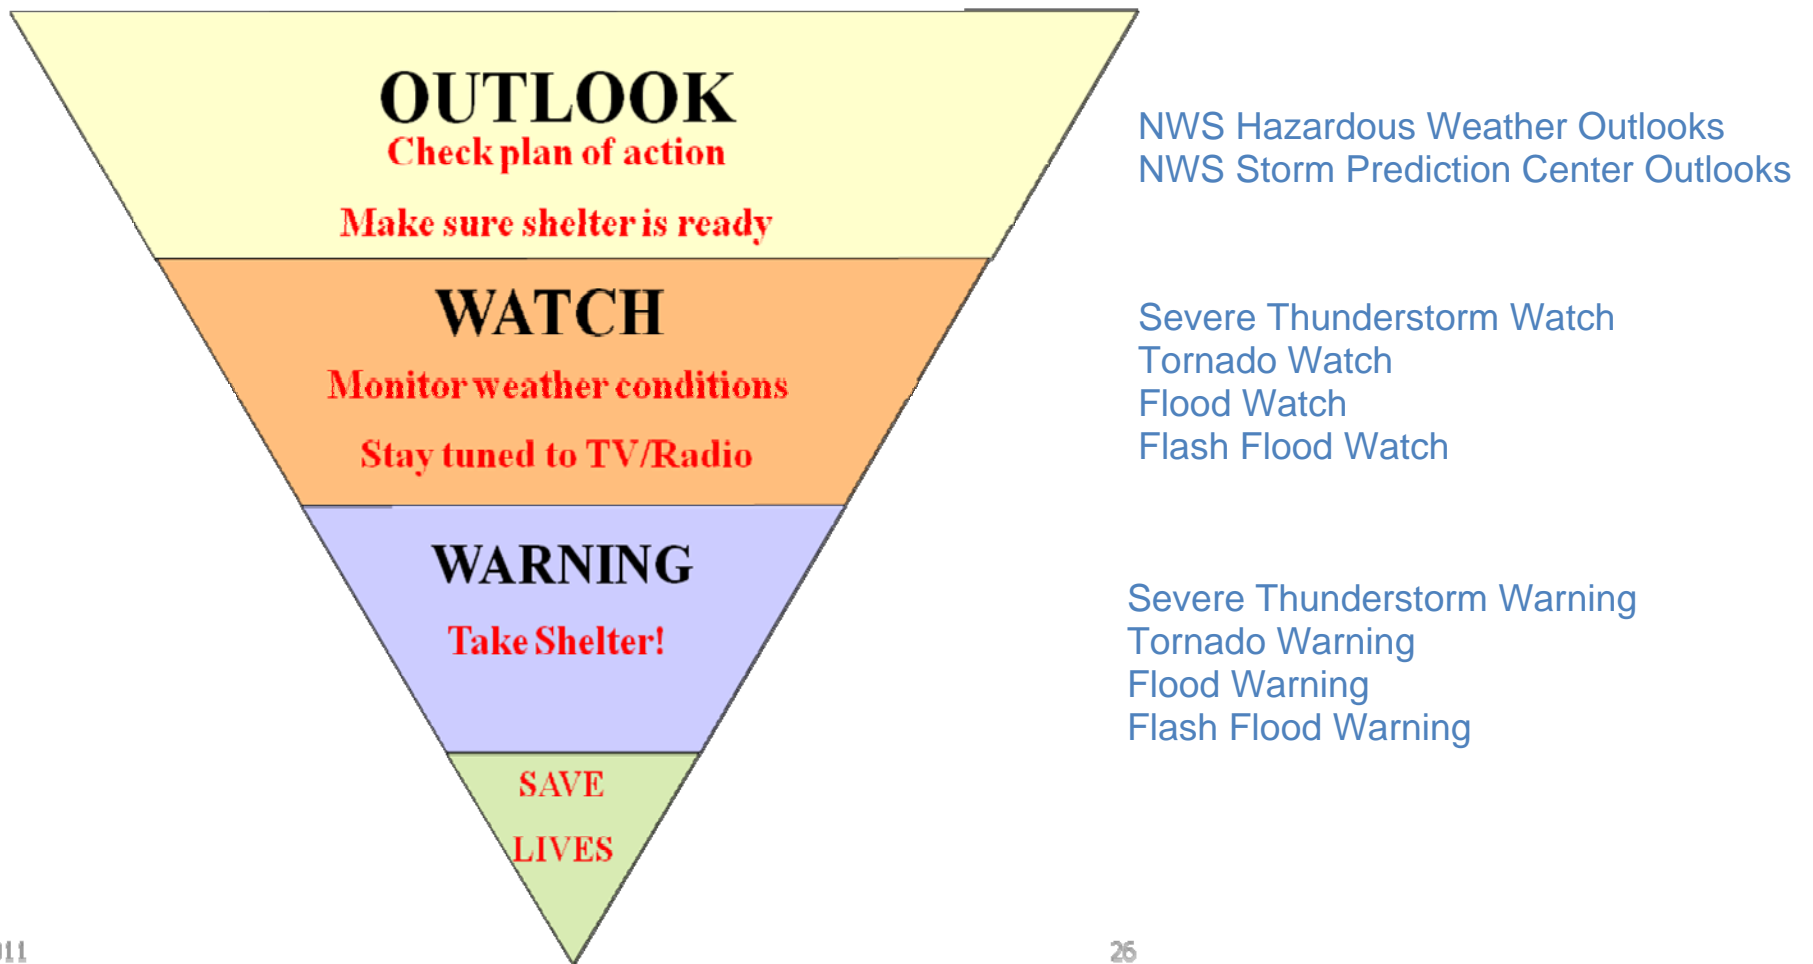 OUTLOOK
Check plan of action
Make sure shelter is ready
NWS Hazardous Weather Outlooks
NWS Storm Prediction Center Outlooks
WATCH
Monitor weather conditions
Stay tuned to TV/Radio
Severe Thunderstorm Watch
Tornado Watch
Flood Watch
Flash Flood Watch
WARNING
Take Shelter!
Severe Thunderstorm Warning
Tornado Warning
Flood Warning
Flash Flood Warning
SAVE
LIVES
26